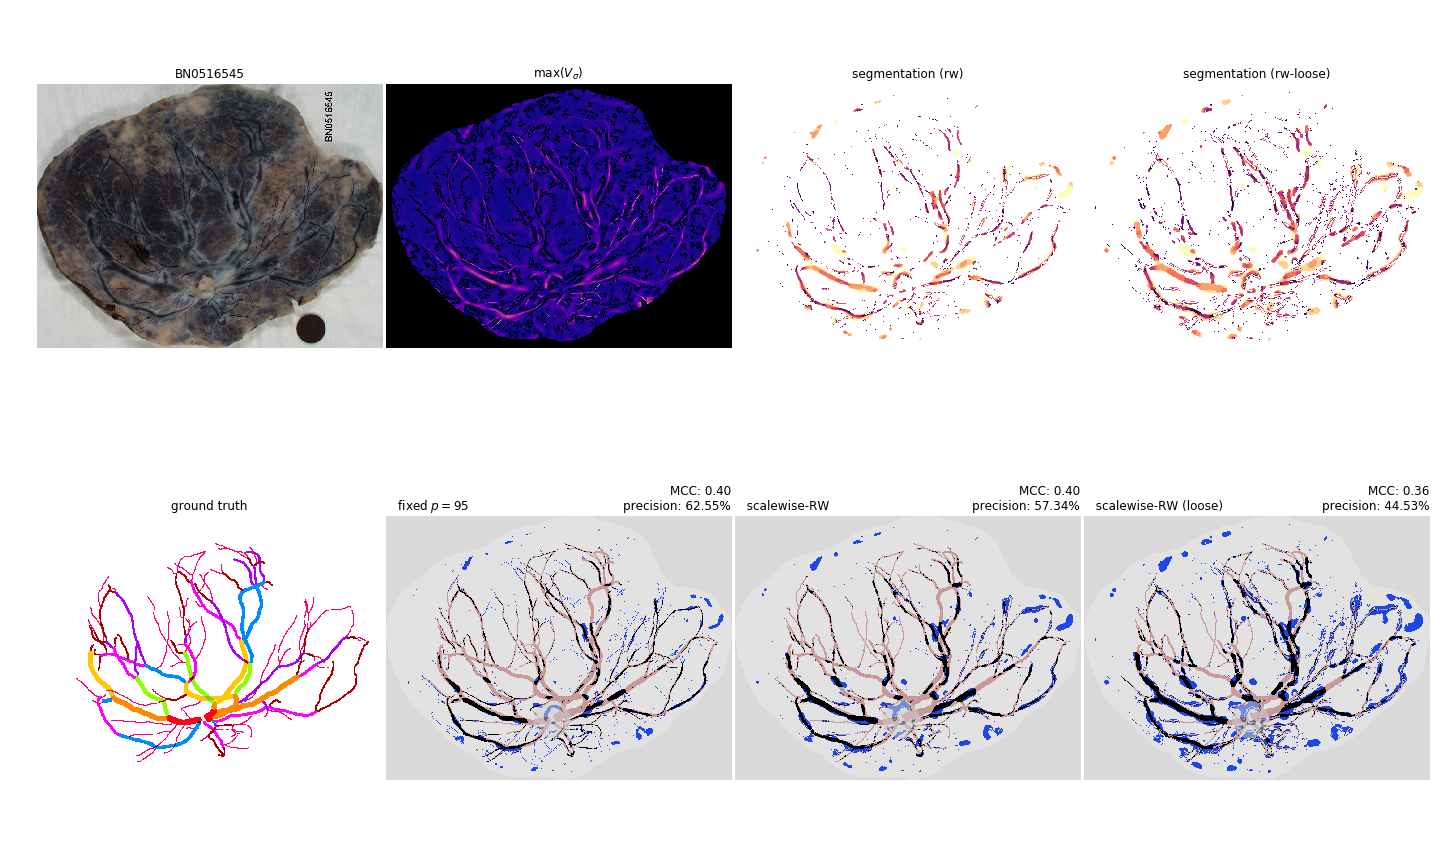 BN0516545
max(V_σ)
segmentation (rw)
segmentation (rw-loose)
BN0516545
ground truth
fixed p = 95
MCC: 0.40
precision: 62.55%
scalewise-RW
MCC: 0.40
precision: 57.34%
scalewise-RW (loose)
MCC: 0.36
precision: 44.53%